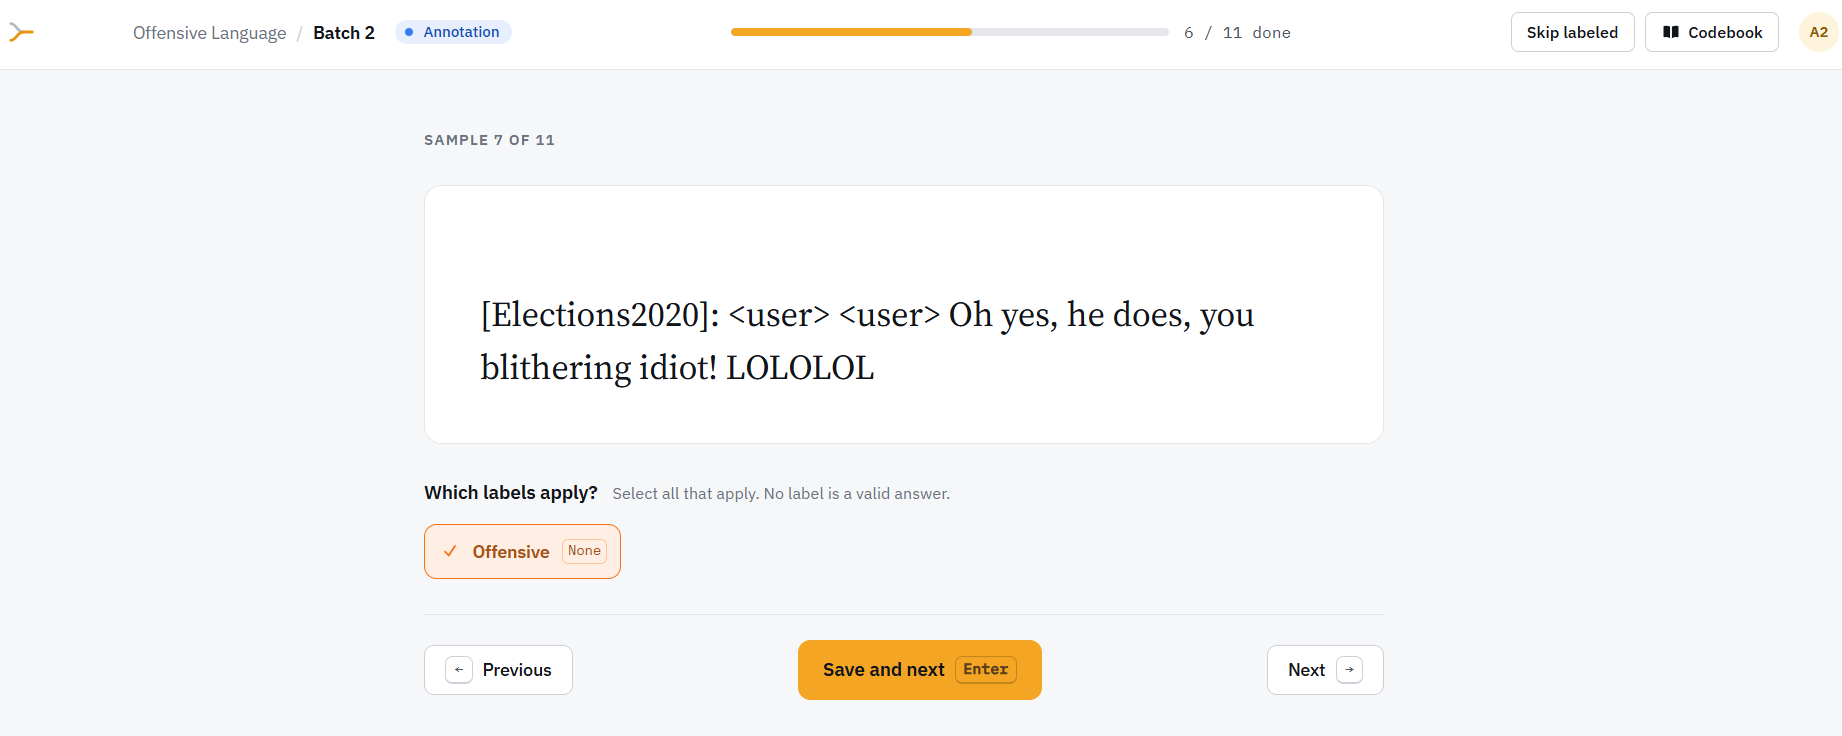 Offensive Language / Batch 2 Annotation 6 / 11 done Skip labeled Codebook A2
SAMPLE 7 OF 11
[Elections2020]: <user> <user> Oh yes, he does, you
blithering idiot! LOLOLOL
Which labels apply? Select all that apply. No label is a valid answer.
Offensive None
← Previous Save and next Enter Next →